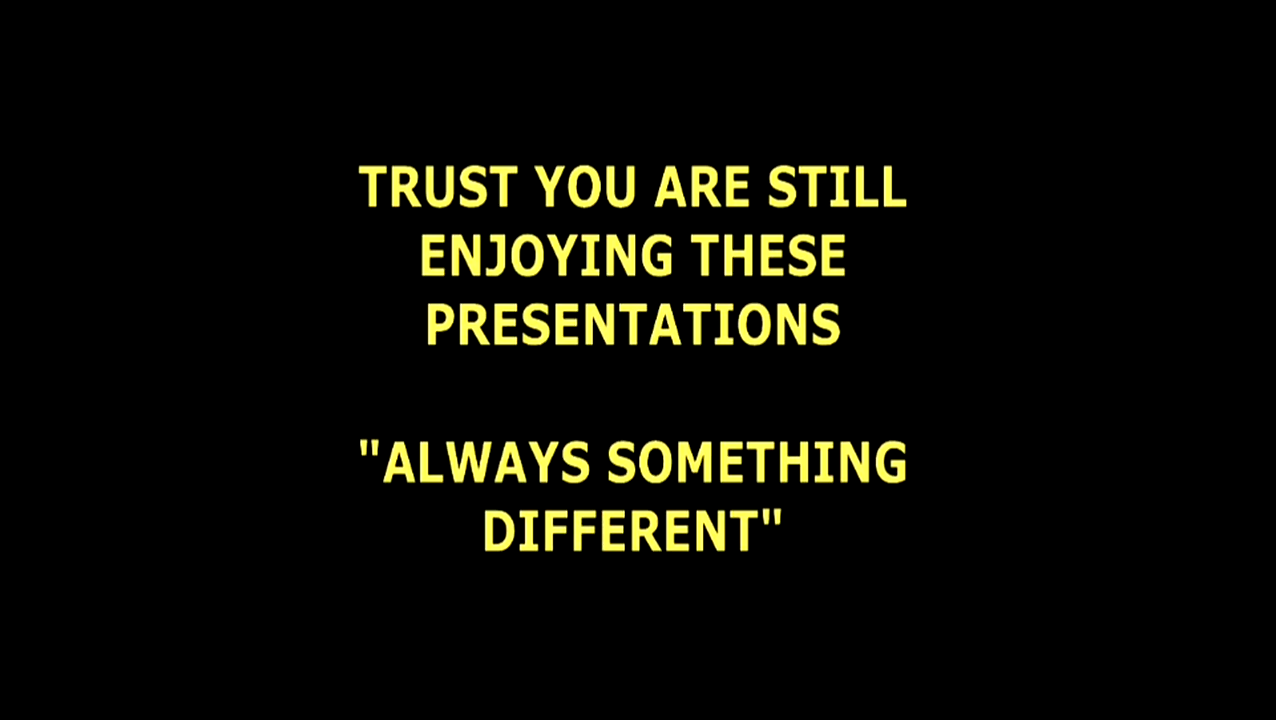 TRUST YOU ARE STILL
ENJOYING THESE
PRESENTATIONS
"ALWAYS SOMETHING
DIFFERENT"